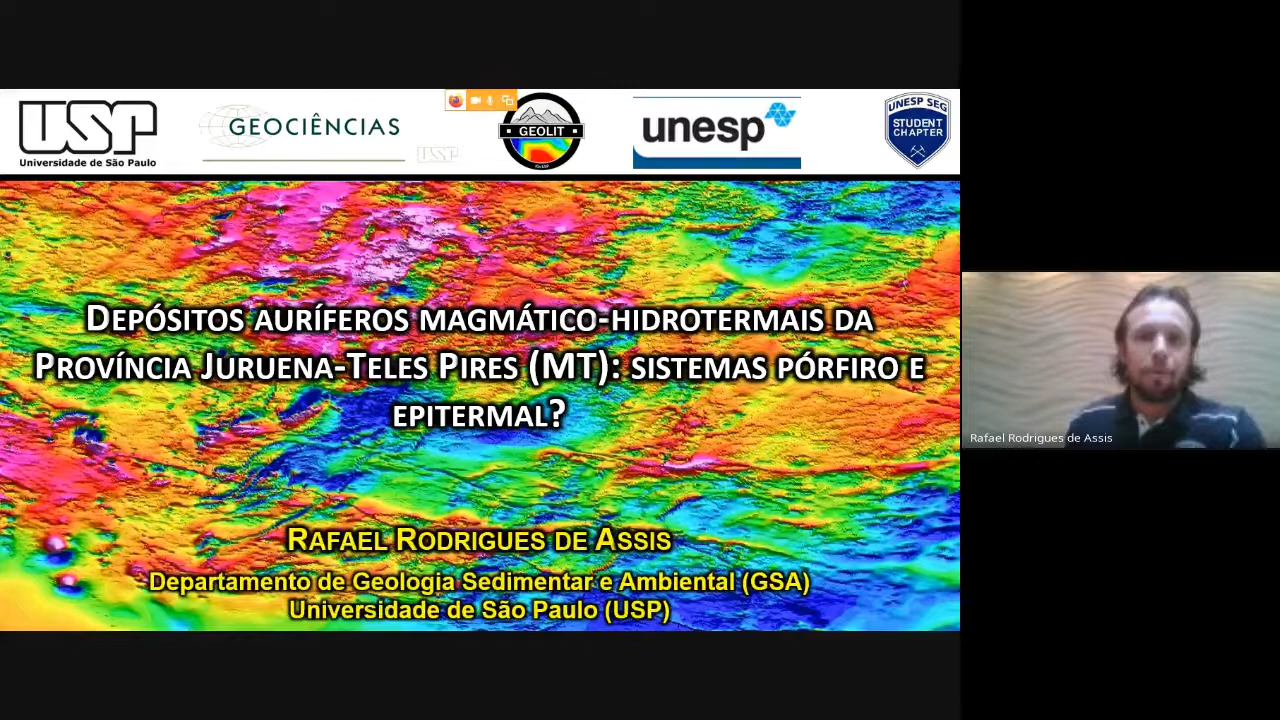 USP
Universidade de São Paulo
GEOCIÊNCIAS
USP
GEOLIT
unesp
UNESP SEG
STUDENT
CHAPTER
DEPÓSITOS AURÍFEROS MAGMÁTICO-HIDROTERMAIS DA
PROVÍNCIA JURUENA-TELES PIRES (MT): SISTEMAS PÓRFIRO E
EPITERMAL?
RAFAEL RODRIGUES DE ASSIS
Departamento de Geologia Sedimentar e Ambiental (GSA)
Universidade de São Paulo (USP)
Rafael Rodrigues de Assis